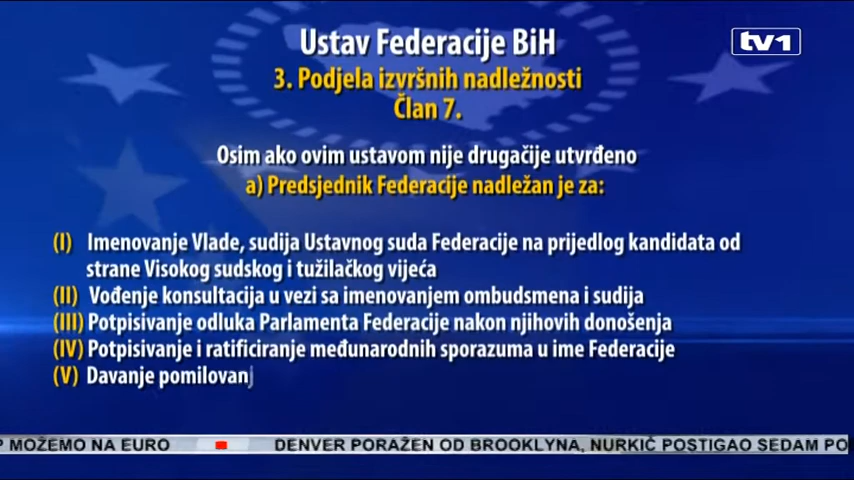 Ustav Federacije BiH
tv1
3. Podjela izvršnih nadležnosti
Član 7.
Osim ako ovim ustavom nije drugačije utvrđeno
a) Predsjednik Federacije nadležan je za:
(I) Imenovanje Vlade, sudija Ustavnog suda Federacije na prijedlog kandidata od
strane Visokog sudskog i tužilačkog vijeća
(II) Vođenje konsultacija u vezi sa imenovanjem ombudsmena i sudija
(III) Potpisivanje odluka Parlamenta Federacije nakon njihovih donošenja
(IV) Potpisivanje i ratificiranje međunarodnih sporazuma u ime Federacije
(V) Davanje pomilovanj
P MOŽEMO NA EURO DENVER PORAŽEN OD BROOKLYNA, NURKIĆ POSTIGAO SEDAM PO